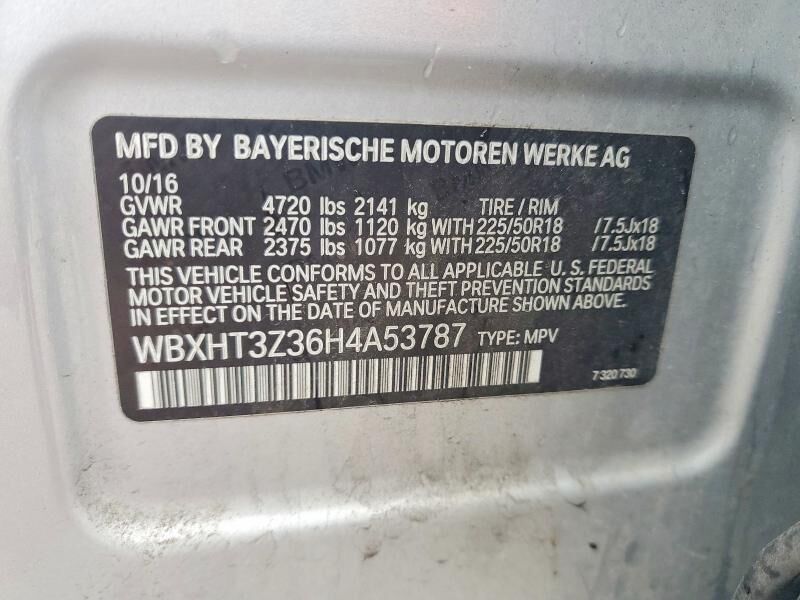 MFD BY BAYERISCHE MOTOREN WERKE AG
10/16
GVWR 4720 lbs 2141 kg TIRE / RIM
GAWR FRONT 2470 lbs 1120 kg WITH 225/50R18 / 7.5Jx18
GAWR REAR 2375 lbs 1077 kg WITH 225/50R18 / 7.5Jx18
THIS VEHICLE CONFORMS TO ALL APPLICABLE U. S. FEDERAL
MOTOR VEHICLE SAFETY AND THEFT PREVENTION STANDARDS
IN EFFECT ON THE DATE OF MANUFACTURE SHOWN ABOVE.
WBXHT3Z36H4A53787 TYPE: MPV
7 320 730